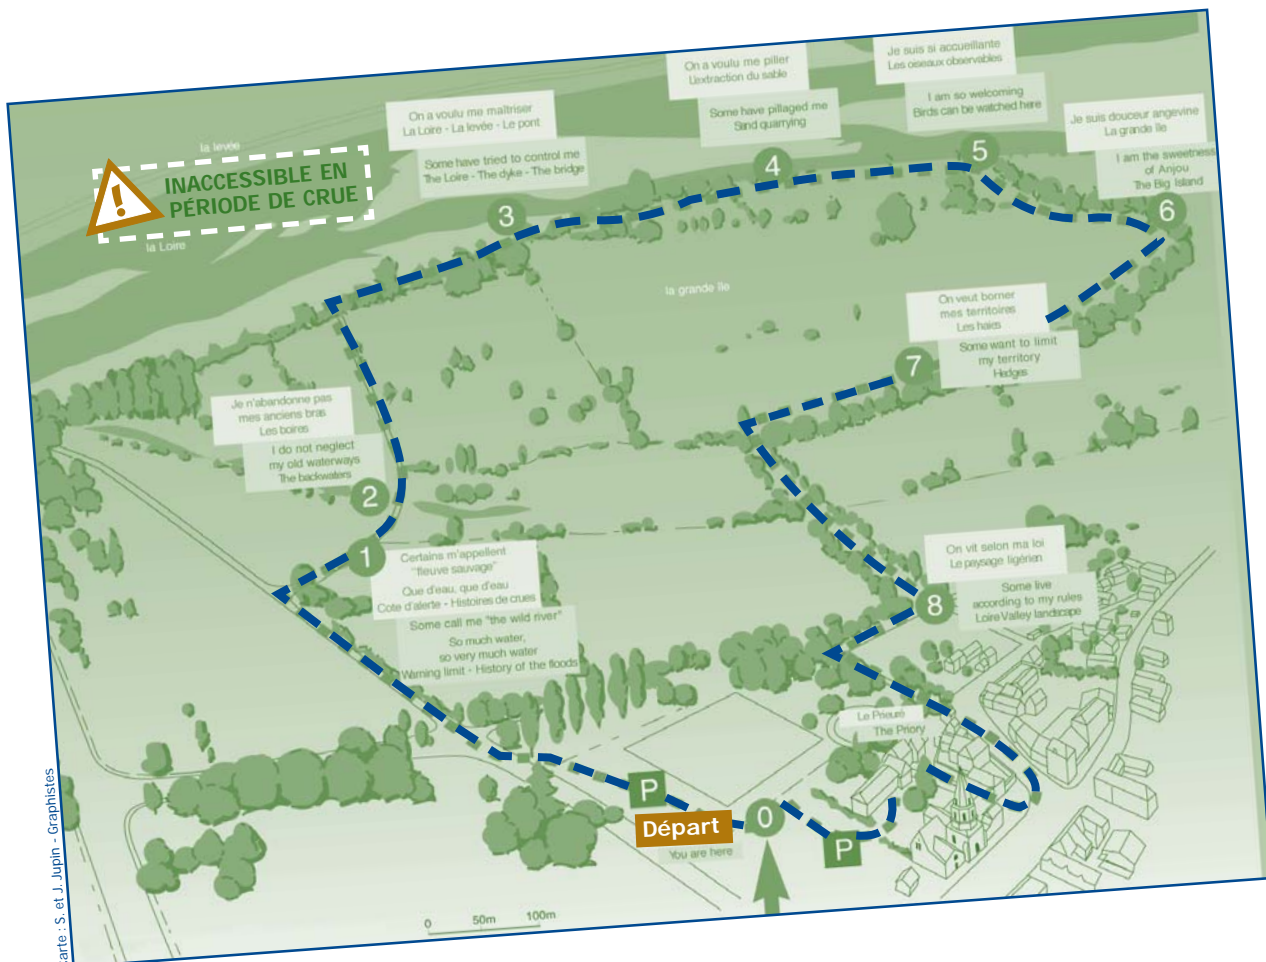 On a voulu me piller
L'extraction du sable
Some have pillaged me
Sand quarrying
Je suis si accueillante
Les oiseaux observables
I am so welcoming
Birds can be watched here
On a voulu me maîtriser
La Loire - La levée - Le pont
Some have tried to control me
The Loire - The dyke - The bridge
Je suis douceur angevine
La grande île
I am the sweetness
of Anjou
The Big Island
la levée
INACCESSIBLE EN
PÉRIODE DE CRUE
la Loire
3
4
5
6
la grande île
On veut borner
mes territoires
Les haies
Some want to limit
my territory
Hedges
7
Je n'abandonne pas
mes anciens bras
Les boires
I do not neglect
my old waterways
The backwaters
2
1
Certains m'appellent
"fleuve sauvage"
Que d'eau, que d'eau
Cote d'alerte - Histoires de crues
Some call me "the wild river"
So much water,
so very much water
Warning limit - History of the floods
On vit selon ma loi
Le paysage ligérien
Some live
according to my rules
Loire Valley landscape
8
Le Prieuré
The Priory
P
Départ
0
You are here
P
0 50m 100m
arte : S. et J. Jupin - Graphistes